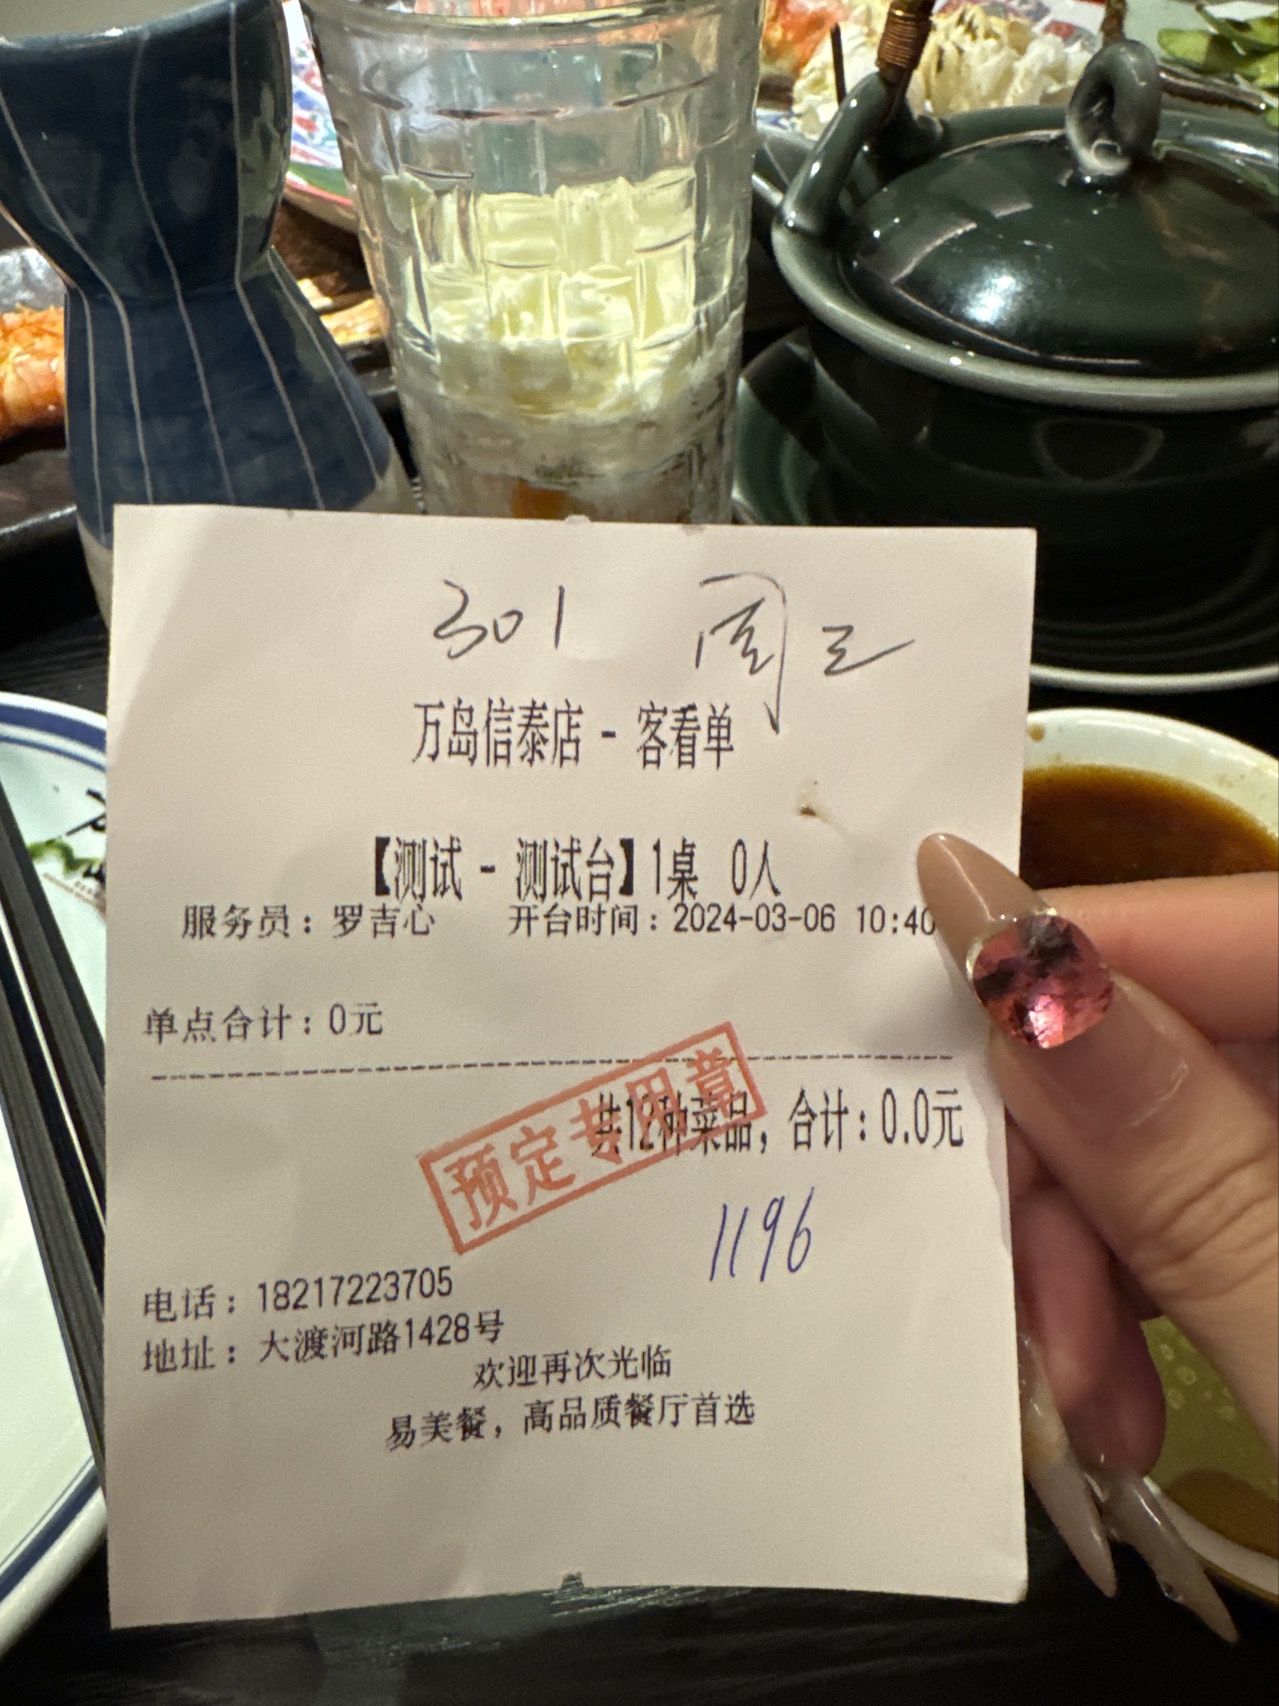 301 周三
万岛信泰店 - 客看单
【测试 - 测试台】1桌 0人
服务员：罗吉心 开台时间：2024-03-06 10:40
单点合计：0元
共12种菜品，合计：0.0元
预定专用章
1196
电话：18217223705
地址：大渡河路1428号
欢迎再次光临
易美餐，高品质餐厅首选